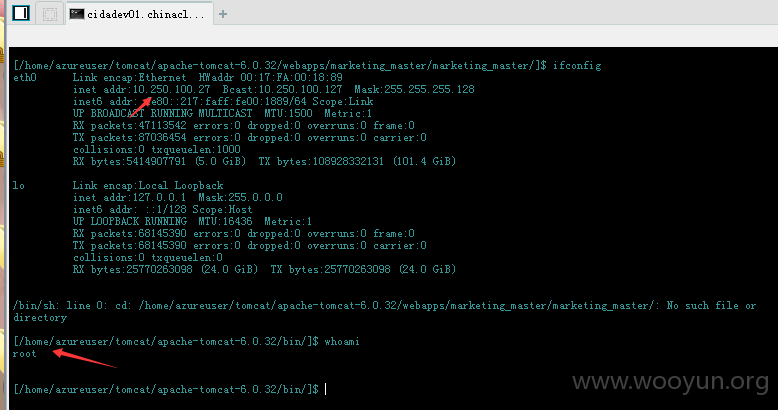 cidadev01.chinacl...
[/home/azureuser/tomcat/apache-tomcat-6.0.32/webapps/marketing_master/marketing_master/]$ ifconfig
eth0 Link encap:Ethernet HWaddr 00:17:FA:00:18:89
inet addr:10.250.100.27 Bcast:10.250.100.127 Mask:255.255.255.128
inet6 addr: fe80::217:faff:fe00:1889/64 Scope:Link
UP BROADCAST RUNNING MULTICAST MTU:1500 Metric:1
RX packets:47113542 errors:0 dropped:0 overruns:0 frame:0
TX packets:87036454 errors:0 dropped:0 overruns:0 carrier:0
collisions:0 txqueuelen:1000
RX bytes:5414907791 (5.0 GiB) TX bytes:108928332131 (101.4 GiB)
lo Link encap:Local Loopback
inet addr:127.0.0.1 Mask:255.0.0.0
inet6 addr: ::1/128 Scope:Host
UP LOOPBACK RUNNING MTU:16436 Metric:1
RX packets:68145390 errors:0 dropped:0 overruns:0 frame:0
TX packets:68145390 errors:0 dropped:0 overruns:0 carrier:0
collisions:0 txqueuelen:0
RX bytes:25770263098 (24.0 GiB) TX bytes:25770263098 (24.0 GiB)
/bin/sh: line 0: cd: /home/azureuser/tomcat/apache-tomcat-6.0.32/webapps/marketing_master/marketing_master/: No such file or
directory
[/home/azureuser/tomcat/apache-tomcat-6.0.32/bin/]$ whoami
root
[/home/azureuser/tomcat/apache-tomcat-6.0.32/bin/]$
www.wooyun.org